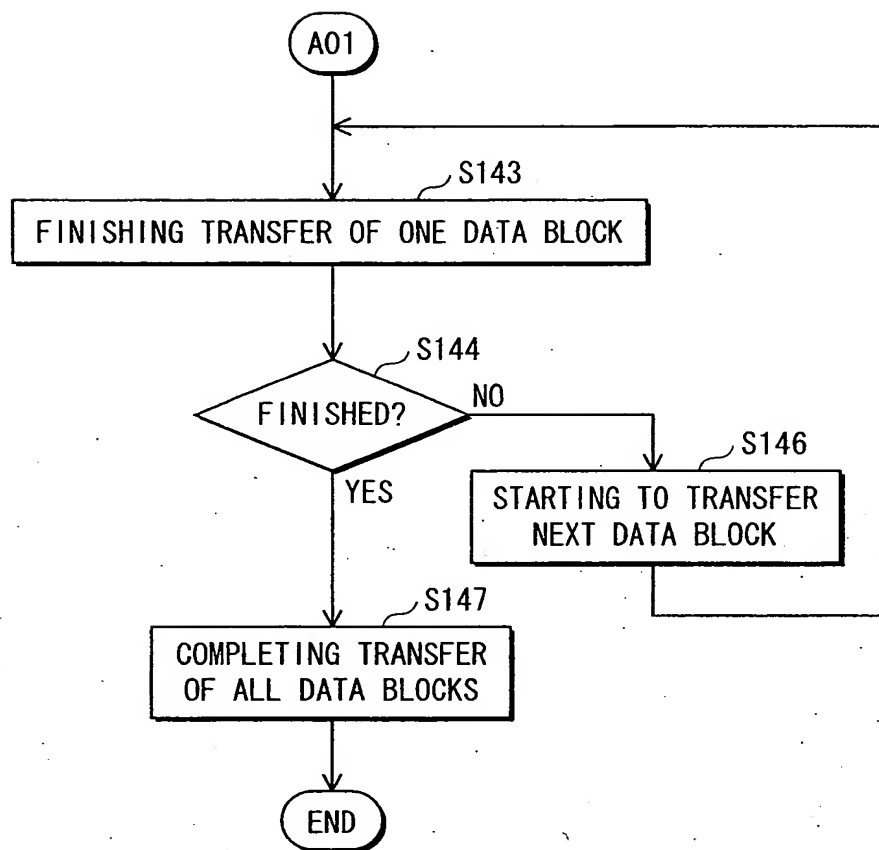 A01
S143
FINISHING TRANSFER OF ONE DATA BLOCK
S144
FINISHED?
NO
YES
S146
STARTING TO TRANSFER
NEXT DATA BLOCK
S147
COMPLETING TRANSFER
OF ALL DATA BLOCKS
END